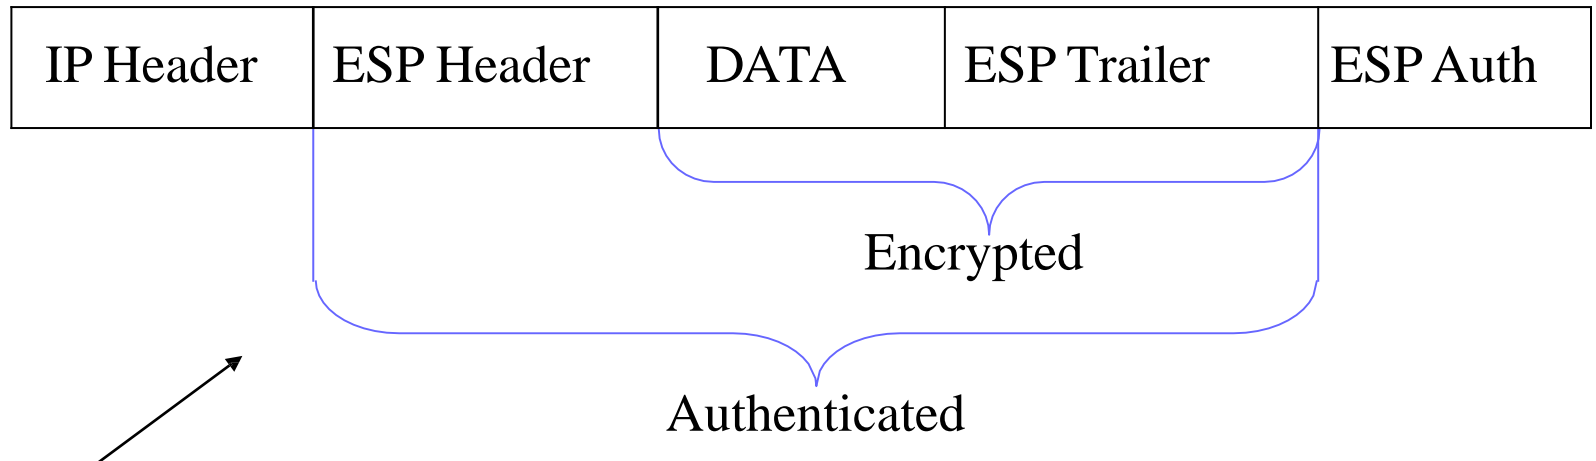 IP Header ESP Header DATA ESP Trailer ESP Auth
Encrypted
Authenticated